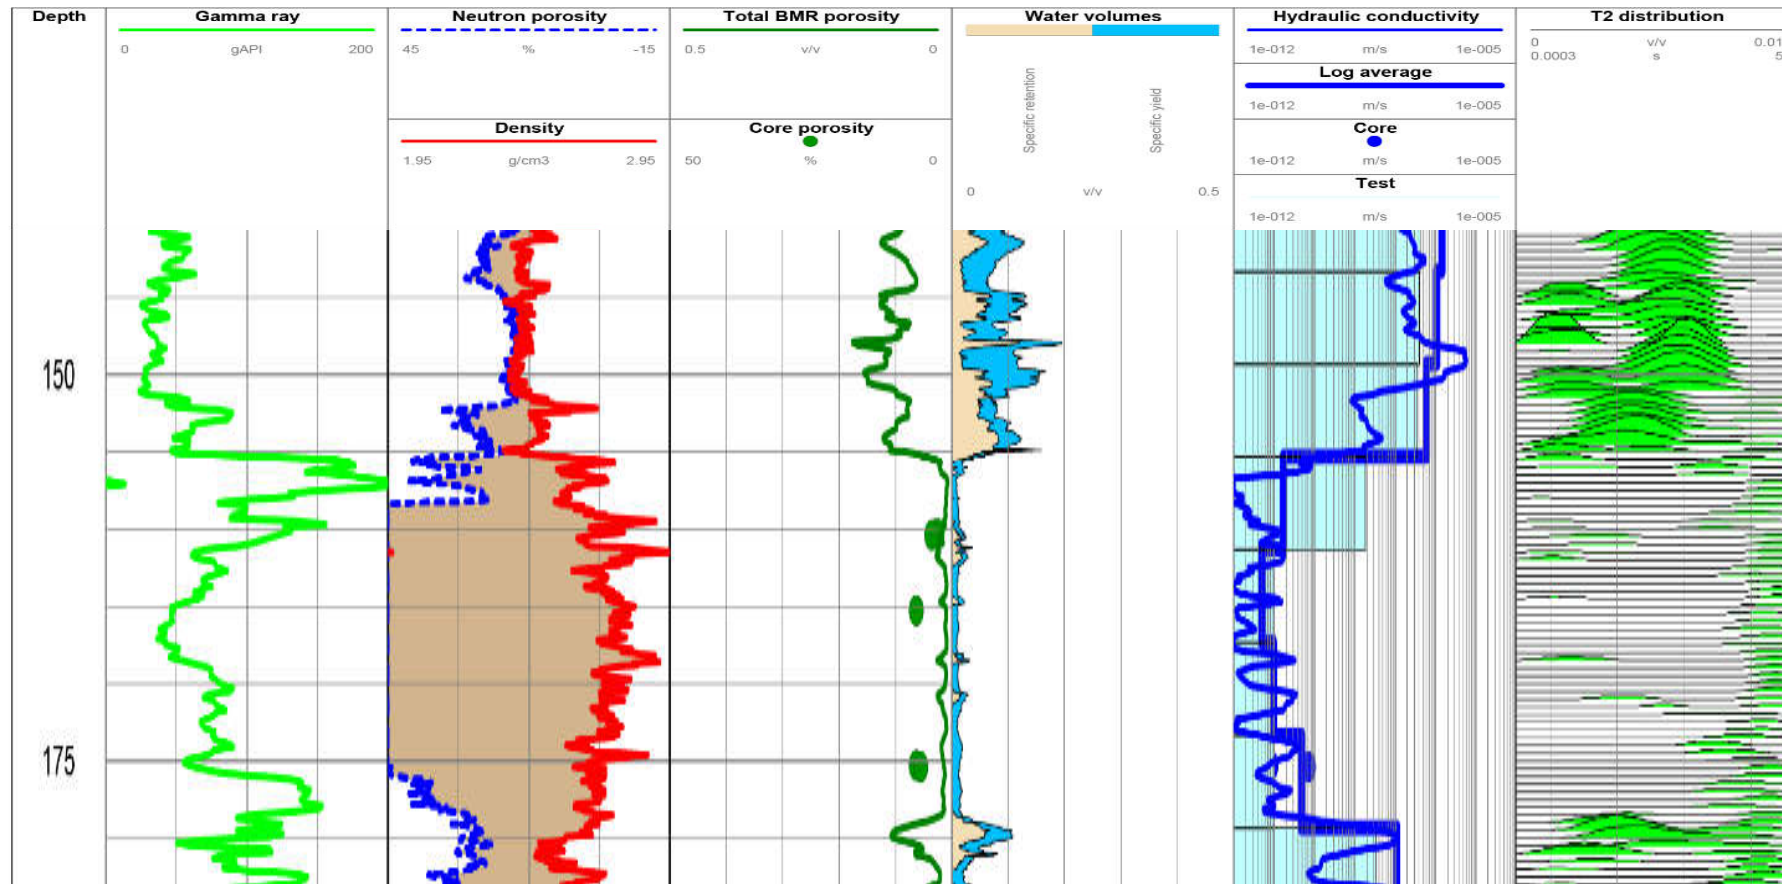 Depth
Gamma ray
0 gAPI 200
Neutron porosity
45 % -15
Density
1.95 g/cm3 2.95
Total BMR porosity
0.5 v/v 0
Core porosity
50 % 0
Water volumes
Specific retention
Specific yield
0 v/v 0.5
Hydraulic conductivity
1e-012 m/s 1e-005
Log average
1e-012 m/s 1e-005
Core
1e-012 m/s 1e-005
Test
1e-012 m/s 1e-005
T2 distribution
0 v/v 0.01
0.0003 s 5
150
175